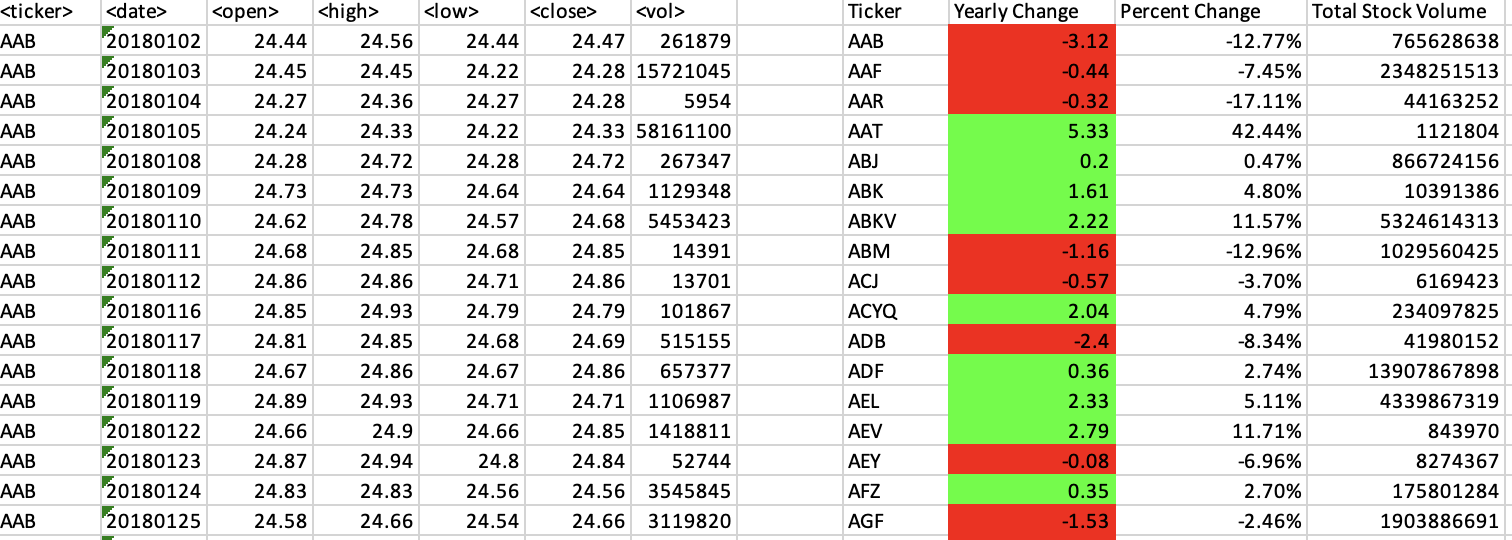 <ticker> <date> <open> <high> <low> <close> <vol> Ticker Yearly Change Percent Change Total Stock Volume
AAB 20180102 24.44 24.56 24.44 24.47 261879 AAB -3.12 -12.77% 765628638
AAB 20180103 24.45 24.45 24.22 24.28 15721045 AAF -0.44 -7.45% 2348251513
AAB 20180104 24.27 24.36 24.27 24.28 5954 AAR -0.32 -17.11% 44163252
AAB 20180105 24.24 24.33 24.22 24.33 58161100 AAT 5.33 42.44% 1121804
AAB 20180108 24.28 24.72 24.28 24.72 267347 ABJ 0.2 0.47% 866724156
AAB 20180109 24.73 24.73 24.64 24.64 1129348 ABK 1.61 4.80% 10391386
AAB 20180110 24.62 24.78 24.57 24.68 5453423 ABKV 2.22 11.57% 5324614313
AAB 20180111 24.68 24.85 24.68 24.85 14391 ABM -1.16 -12.96% 1029560425
AAB 20180112 24.86 24.86 24.71 24.86 13701 ACJ -0.57 -3.70% 6169423
AAB 20180116 24.85 24.93 24.79 24.79 101867 ACYQ 2.04 4.79% 234097825
AAB 20180117 24.81 24.85 24.68 24.69 515155 ADB -2.4 -8.34% 41980152
AAB 20180118 24.67 24.86 24.67 24.86 657377 ADF 0.36 2.74% 13907867898
AAB 20180119 24.89 24.93 24.71 24.71 1106987 AEL 2.33 5.11% 4339867319
AAB 20180122 24.66 24.9 24.66 24.85 1418811 AEV 2.79 11.71% 843970
AAB 20180123 24.87 24.94 24.8 24.84 52744 AEY -0.08 -6.96% 8274367
AAB 20180124 24.83 24.83 24.56 24.56 3545845 AFZ 0.35 2.70% 175801284
AAB 20180125 24.58 24.66 24.54 24.66 3119820 AGF -1.53 -2.46% 1903886691